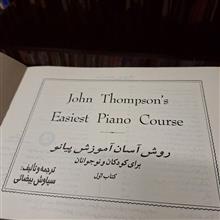 John Thompson's
Easiest Piano Course
روش آسان آموزش پیانو
برای کودکان و نوجوانان
کتاب اول
ترجمه و تألیف:
سیاوش بیضائی